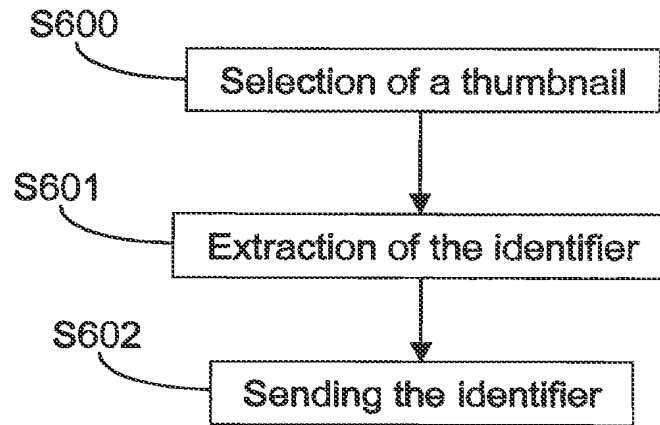 S600
Selection of a thumbnail
S601
Extraction of the identifier
S602
Sending the identifier